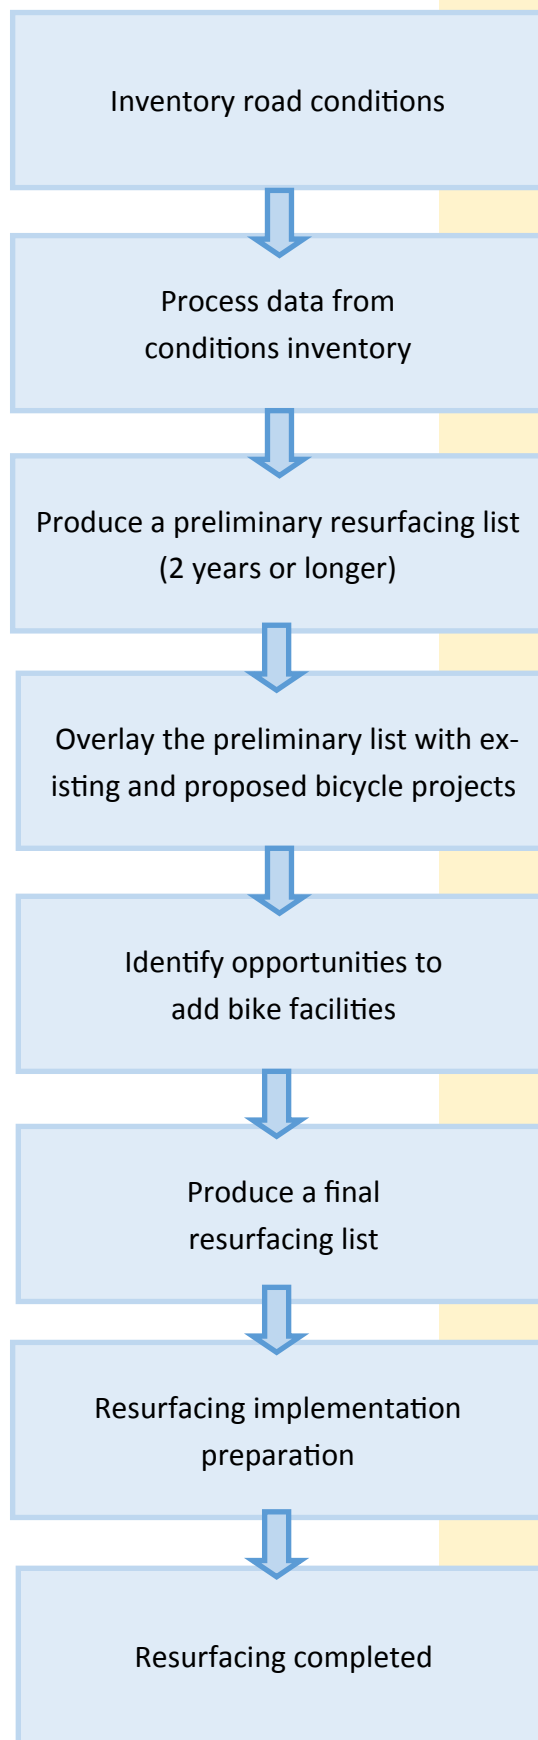 Inventory road conditions
Process data from
conditions inventory
Produce a preliminary resurfacing list
(2 years or longer)
Overlay the preliminary list with ex-
isting and proposed bicycle projects
Identify opportunities to
add bike facilities
Produce a final
resurfacing list
Resurfacing implementation
preparation
Resurfacing completed